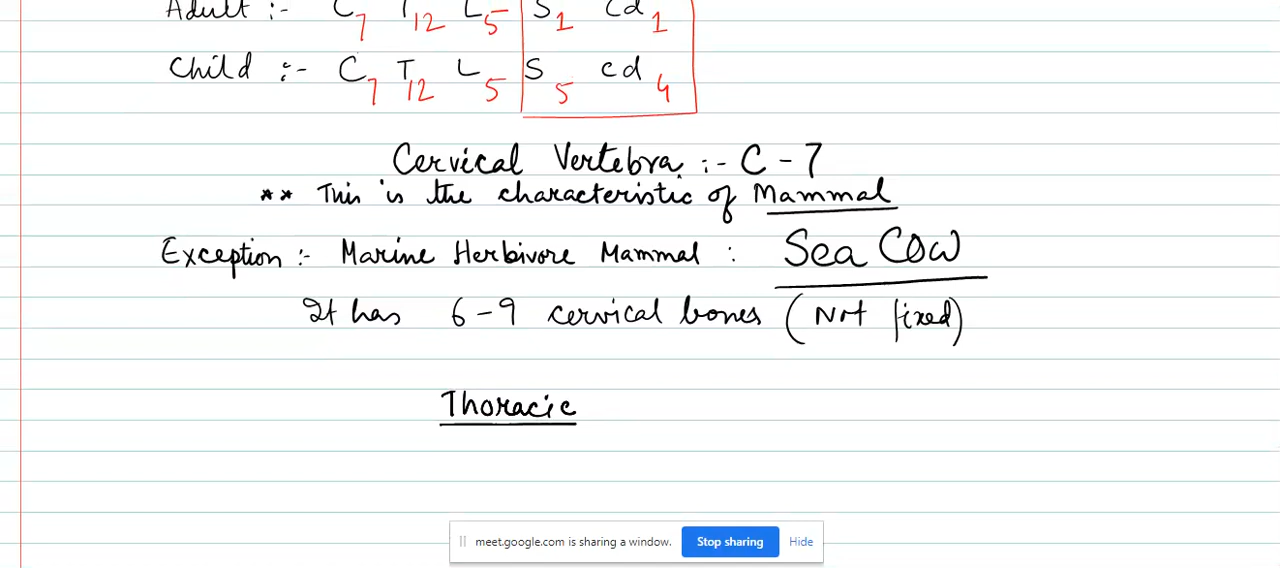 Adult :- C7 T12 L5 S1 Cd1
Child :- C7 T12 L5 S5 cd4
Cervical Vertebra :- C - 7
** This is the characteristic of Mammal
Exception :- Marine Herbivore Mammal : Sea Cow
It has 6-9 cervical bones (Not fixed)
Thoracic
meet.google.com is sharing a window. Stop sharing Hide